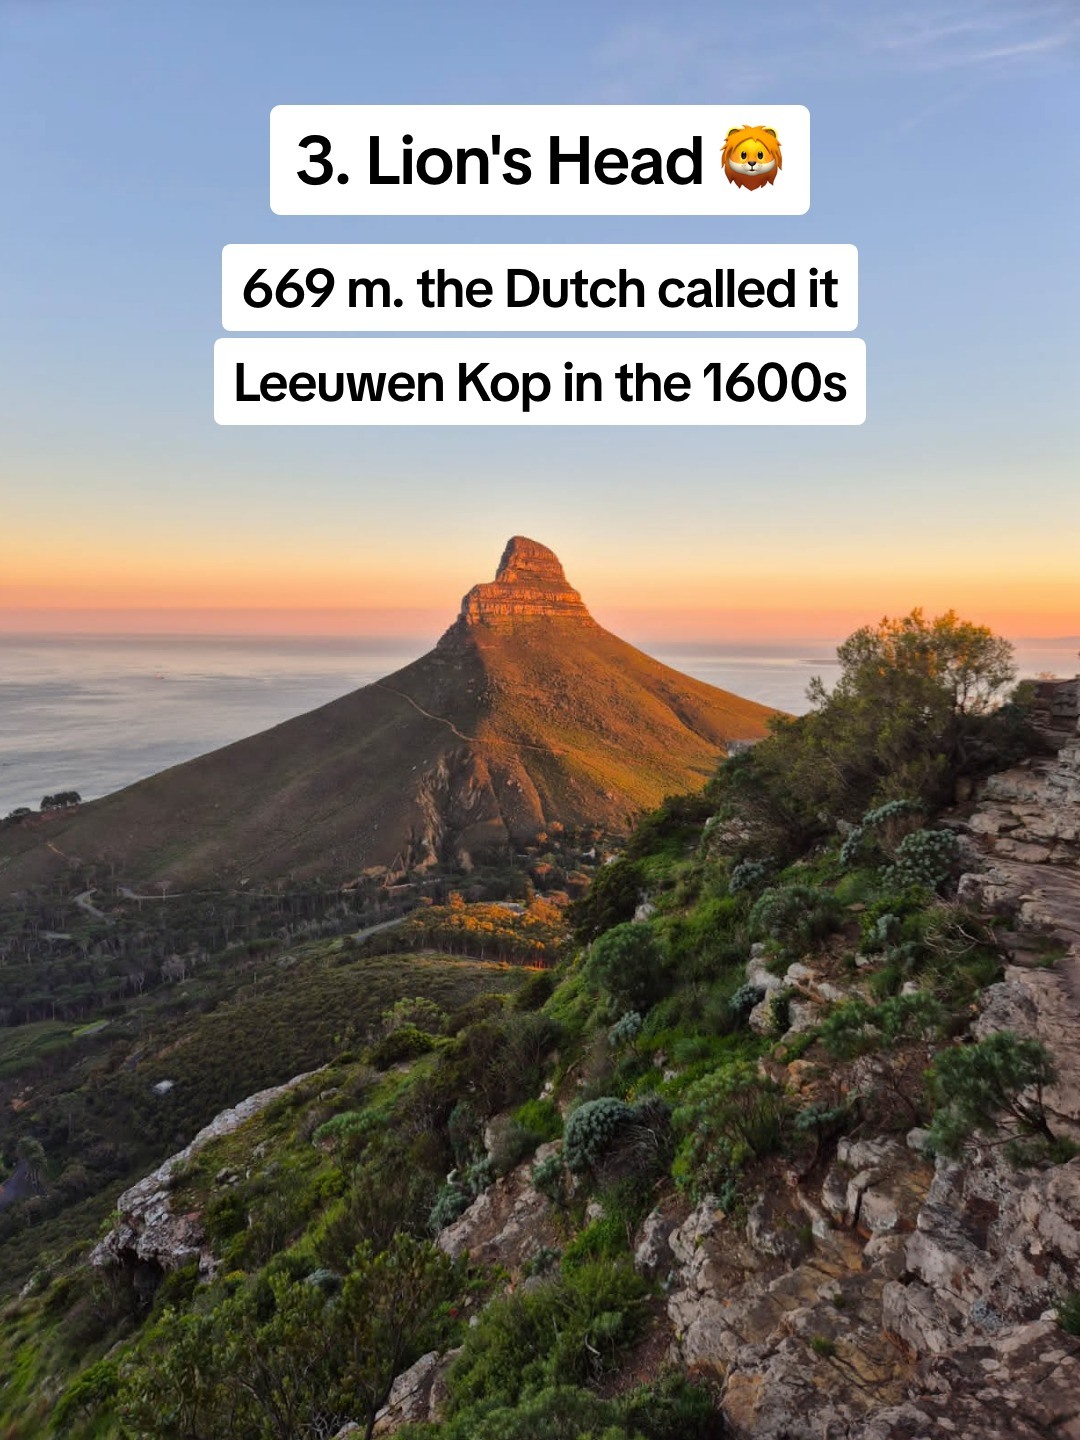 3. Lion's Head 🦁
669 m. the Dutch called it
Leeuwen Kop in the 1600s